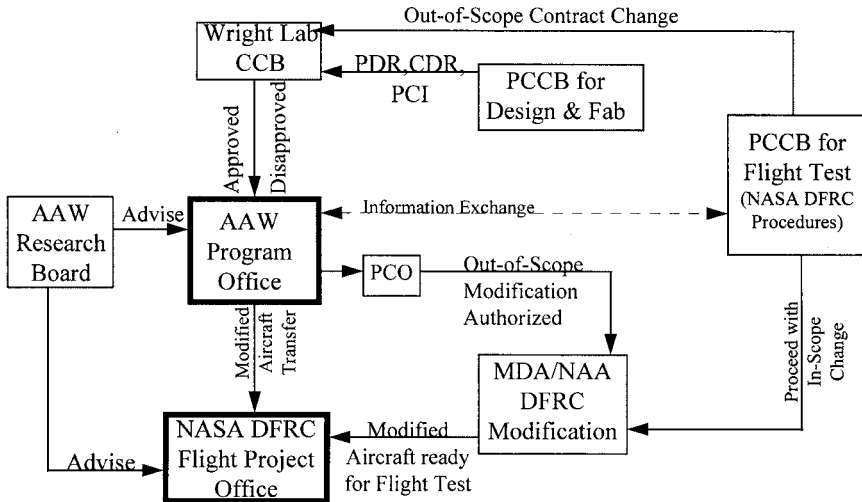 Out-of-Scope Contract Change
Wright Lab
CCB
PDR,CDR,
PCI
PCCB for
Design & Fab
PCCB for
Flight Test
(NASA DFRC
Procedures)
Approved
Disapproved
AAW
Research
Board
Advise
AAW
Program
Office
Information Exchange
PCO
Out-of-Scope
Modification
Authorized
Modified
Aircraft
Transfer
Proceed with
In-Scope
Change
MDA/NAA
DFRC
Modification
NASA DFRC
Flight Project
Office
Modified
Aircraft ready
for Flight Test
Advise